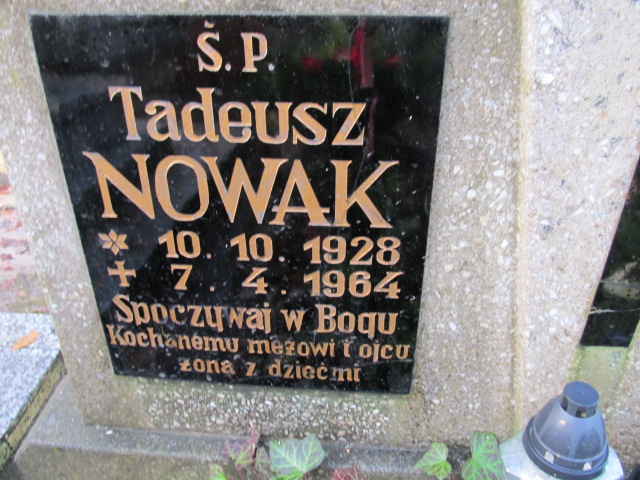 Ś.P.
Tadeusz
NOWAK
10.10.1928
7.4.1964
Spoczywaj w Bogu
Kochanemu mężowi i ojcu
żona z dziećmi